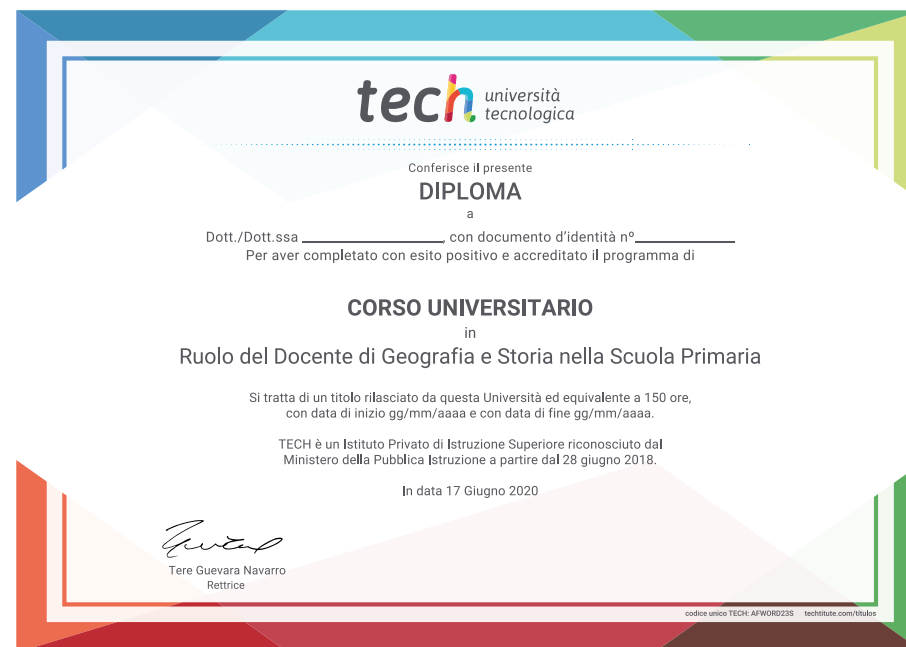 tech università
tecnologica
Conferisce il presente
DIPLOMA
a
Dott./Dott.ssa __________________, con documento d'identità nº____________
Per aver completato con esito positivo e accreditato il programma di
CORSO UNIVERSITARIO
in
Ruolo del Docente di Geografia e Storia nella Scuola Primaria
Si tratta di un titolo rilasciato da questa Università ed equivalente a 150 ore,
con data di inizio gg/mm/aaaa e con data di fine gg/mm/aaaa.
TECH è un Istituto Privato di Istruzione Superiore riconosciuto dal
Ministero della Pubblica Istruzione a partire dal 28 giugno 2018.
In data 17 Giugno 2020
Tere Guevara Navarro
Rettrice
codice unico TECH: AFWORD23S techtitute.com/titulos